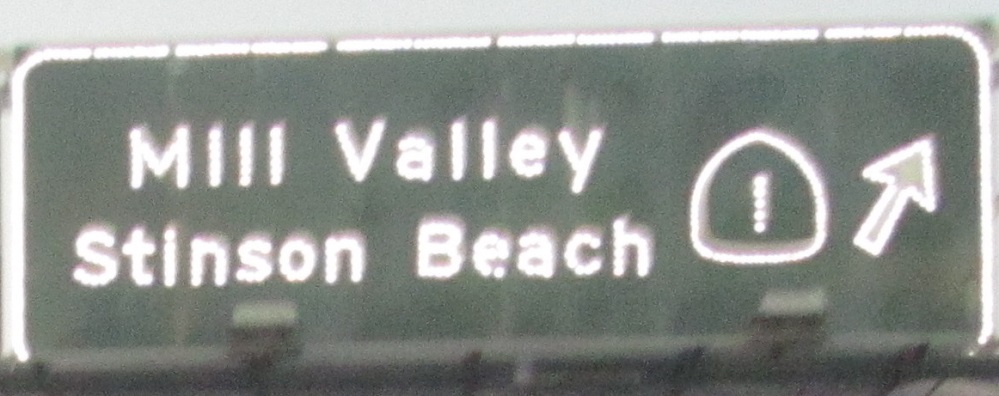 Mill Valley
Stinson Beach
1